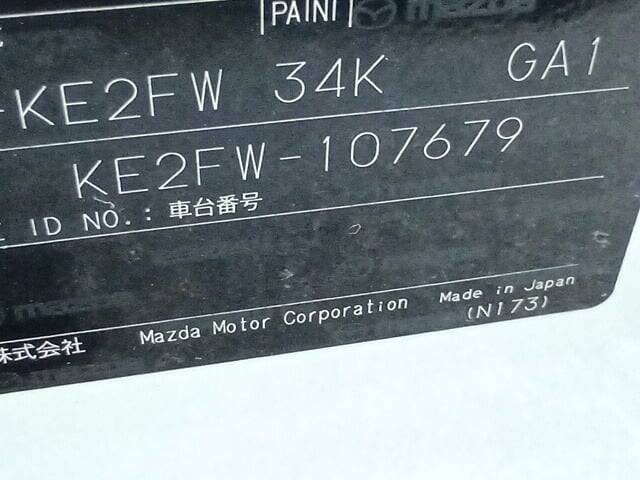 PAINT mazda
-KE2FW 34K GA1
KE2FW-107679
ID NO.: 車台番号
mazda
株式会社 Mazda Motor Corporation Made in Japan
(N173)